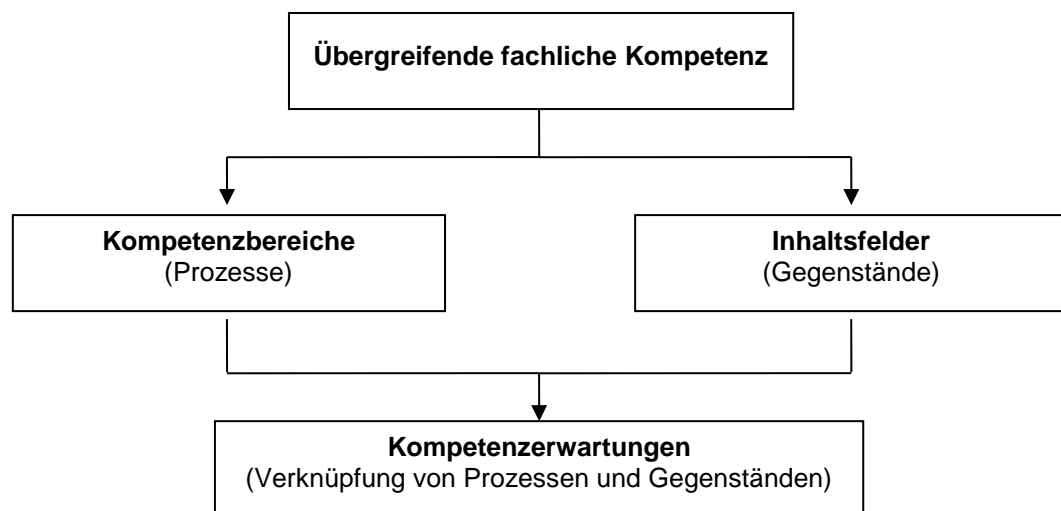 Übergreifende fachliche Kompetenz
Kompetenzbereiche
(Prozesse)
Inhaltsfelder
(Gegenstände)
Kompetenzerwartungen
(Verknüpfung von Prozessen und Gegenständen)